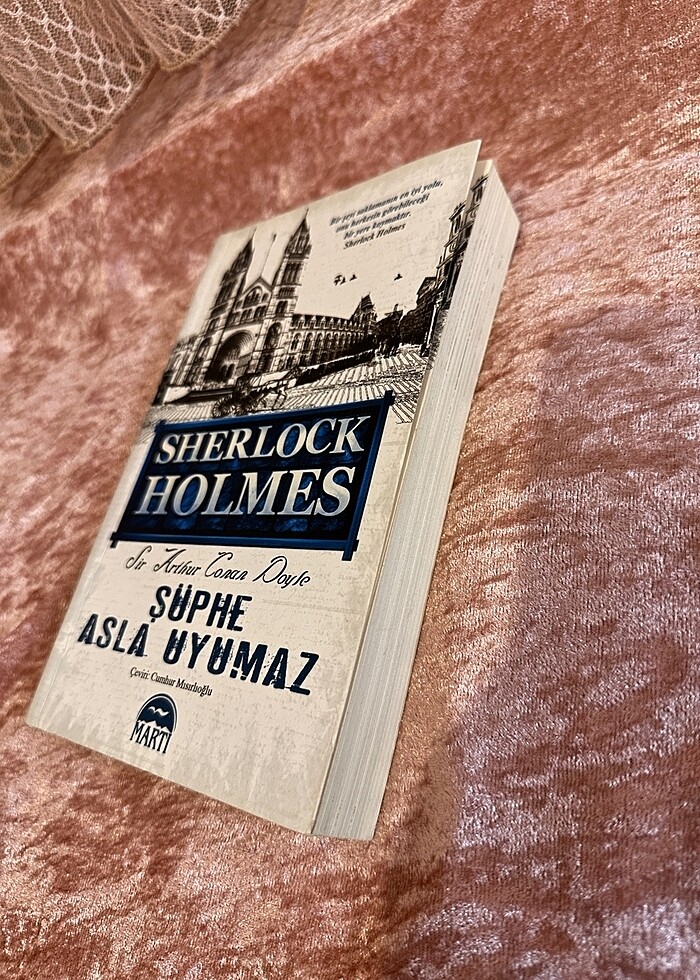 Bir şeyi saklamanın en iyi yolu,
onu herkesin görebileceği
bir yere koymaktır.
Sherlock Holmes
SHERLOCK
HOLMES
Sir Arthur Conan Doyle
ŞÜPHE
ASLA UYUMAZ
Çeviri: Cumhur Mısırlıoğlu
MARTI